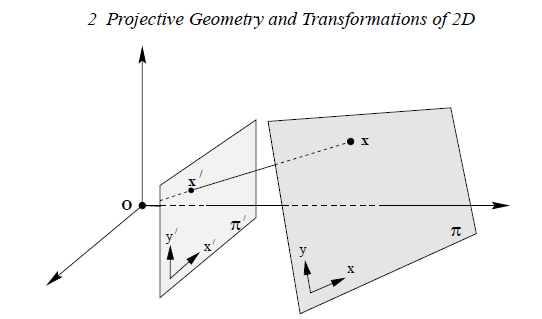 2 Projective Geometry and Transformations of 2D
x
x /
O
π /
y /
x /
π
y
x